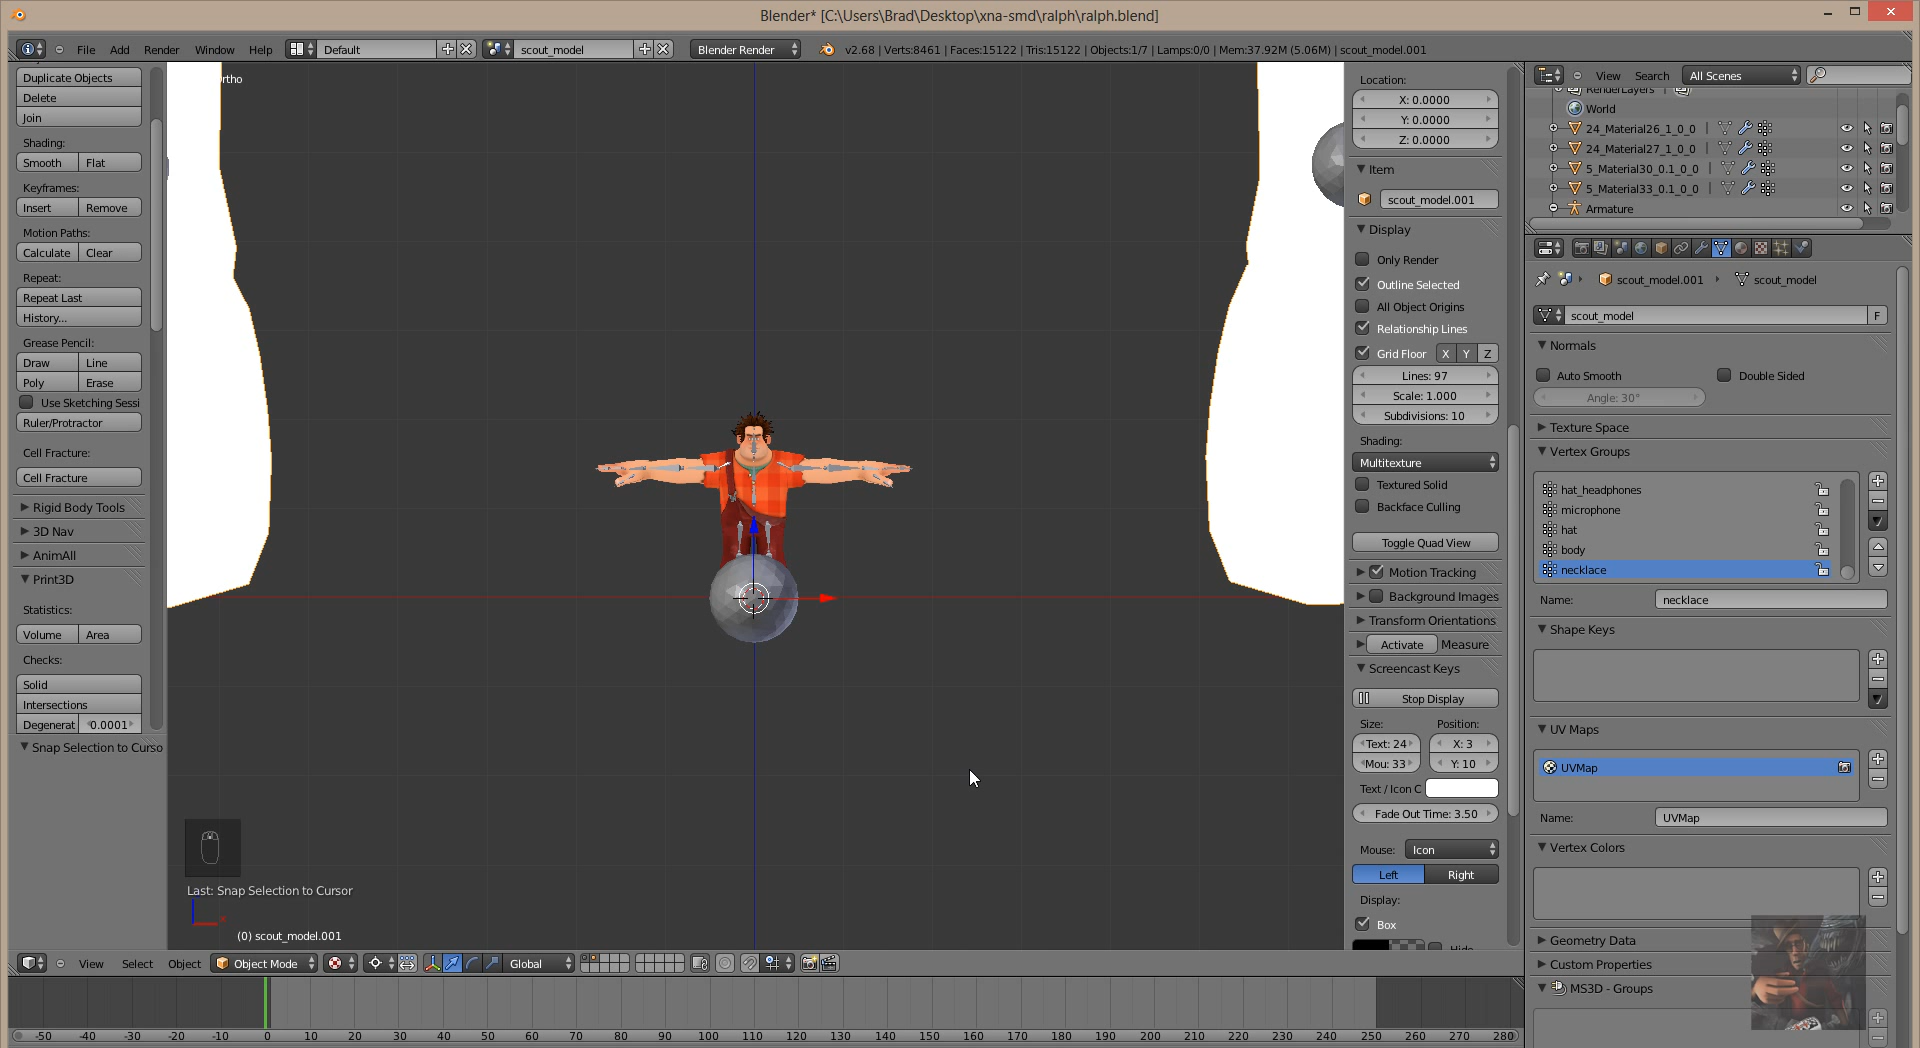 Blender* [C:\Users\Brad\Desktop\xna-smd\ralph\ralph.blend]
File Add Render Window Help Default scout_model Blender Render v2.68 | Verts:8461 | Faces:15122 | Tris:15122 | Objects:1/7 | Lamps:0/0 | Mem:37.92M (5.06M) | scout_model.001
Duplicate Objects
Delete
Join
Shading:
Smooth Flat
Keyframes:
Insert Remove
Motion Paths:
Calculate Clear
Repeat:
Repeat Last
History...
Grease Pencil:
Draw Line
Poly Erase
Use Sketching Sessi
Ruler/Protractor
Cell Fracture:
Cell Fracture
Rigid Body Tools
3D Nav
AnimAll
Print3D
Statistics:
Volume Area
Checks:
Solid
Intersections
Degenerat 0.0001
Snap Selection to Curso
rtho
Last: Snap Selection to Cursor
(0) scout_model.001
Location:
X: 0.0000
Y: 0.0000
Z: 0.0000
Item
scout_model.001
Display
Only Render
Outline Selected
All Object Origins
Relationship Lines
Grid Floor X Y Z
Lines: 97
Scale: 1.000
Subdivisions: 10
Shading:
Multitexture
Textured Solid
Backface Culling
Toggle Quad View
Motion Tracking
Background Images
Transform Orientations
Activate Measure
Screencast Keys
Stop Display
Size: Position:
Text: 24 X: 3
Mou: 33 Y: 10
Text / Icon C
Fade Out Time: 3.50
Mouse: Icon
Left Right
Display:
Box
Hide
View Search All Scenes
RenderLayers
World
24_Material26_1_0_0
24_Material27_1_0_0
5_Material30_0.1_0_0
5_Material33_0.1_0_0
Armature
scout_model.001 scout_model
scout_model F
Normals
Auto Smooth Double Sided
Angle: 30°
Texture Space
Vertex Groups
hat_headphones
microphone
hat
body
necklace
Name: necklace
Shape Keys
UV Maps
UVMap
Name: UVMap
Vertex Colors
Geometry Data
Custom Properties
MS3D - Groups
View Select Object Object Mode Global
-50 -40 -30 -20 -10 0 10 20 30 40 50 60 70 80 90 100 110 120 130 140 150 160 170 180 190 200 210 220 230 240 250 260 270 280